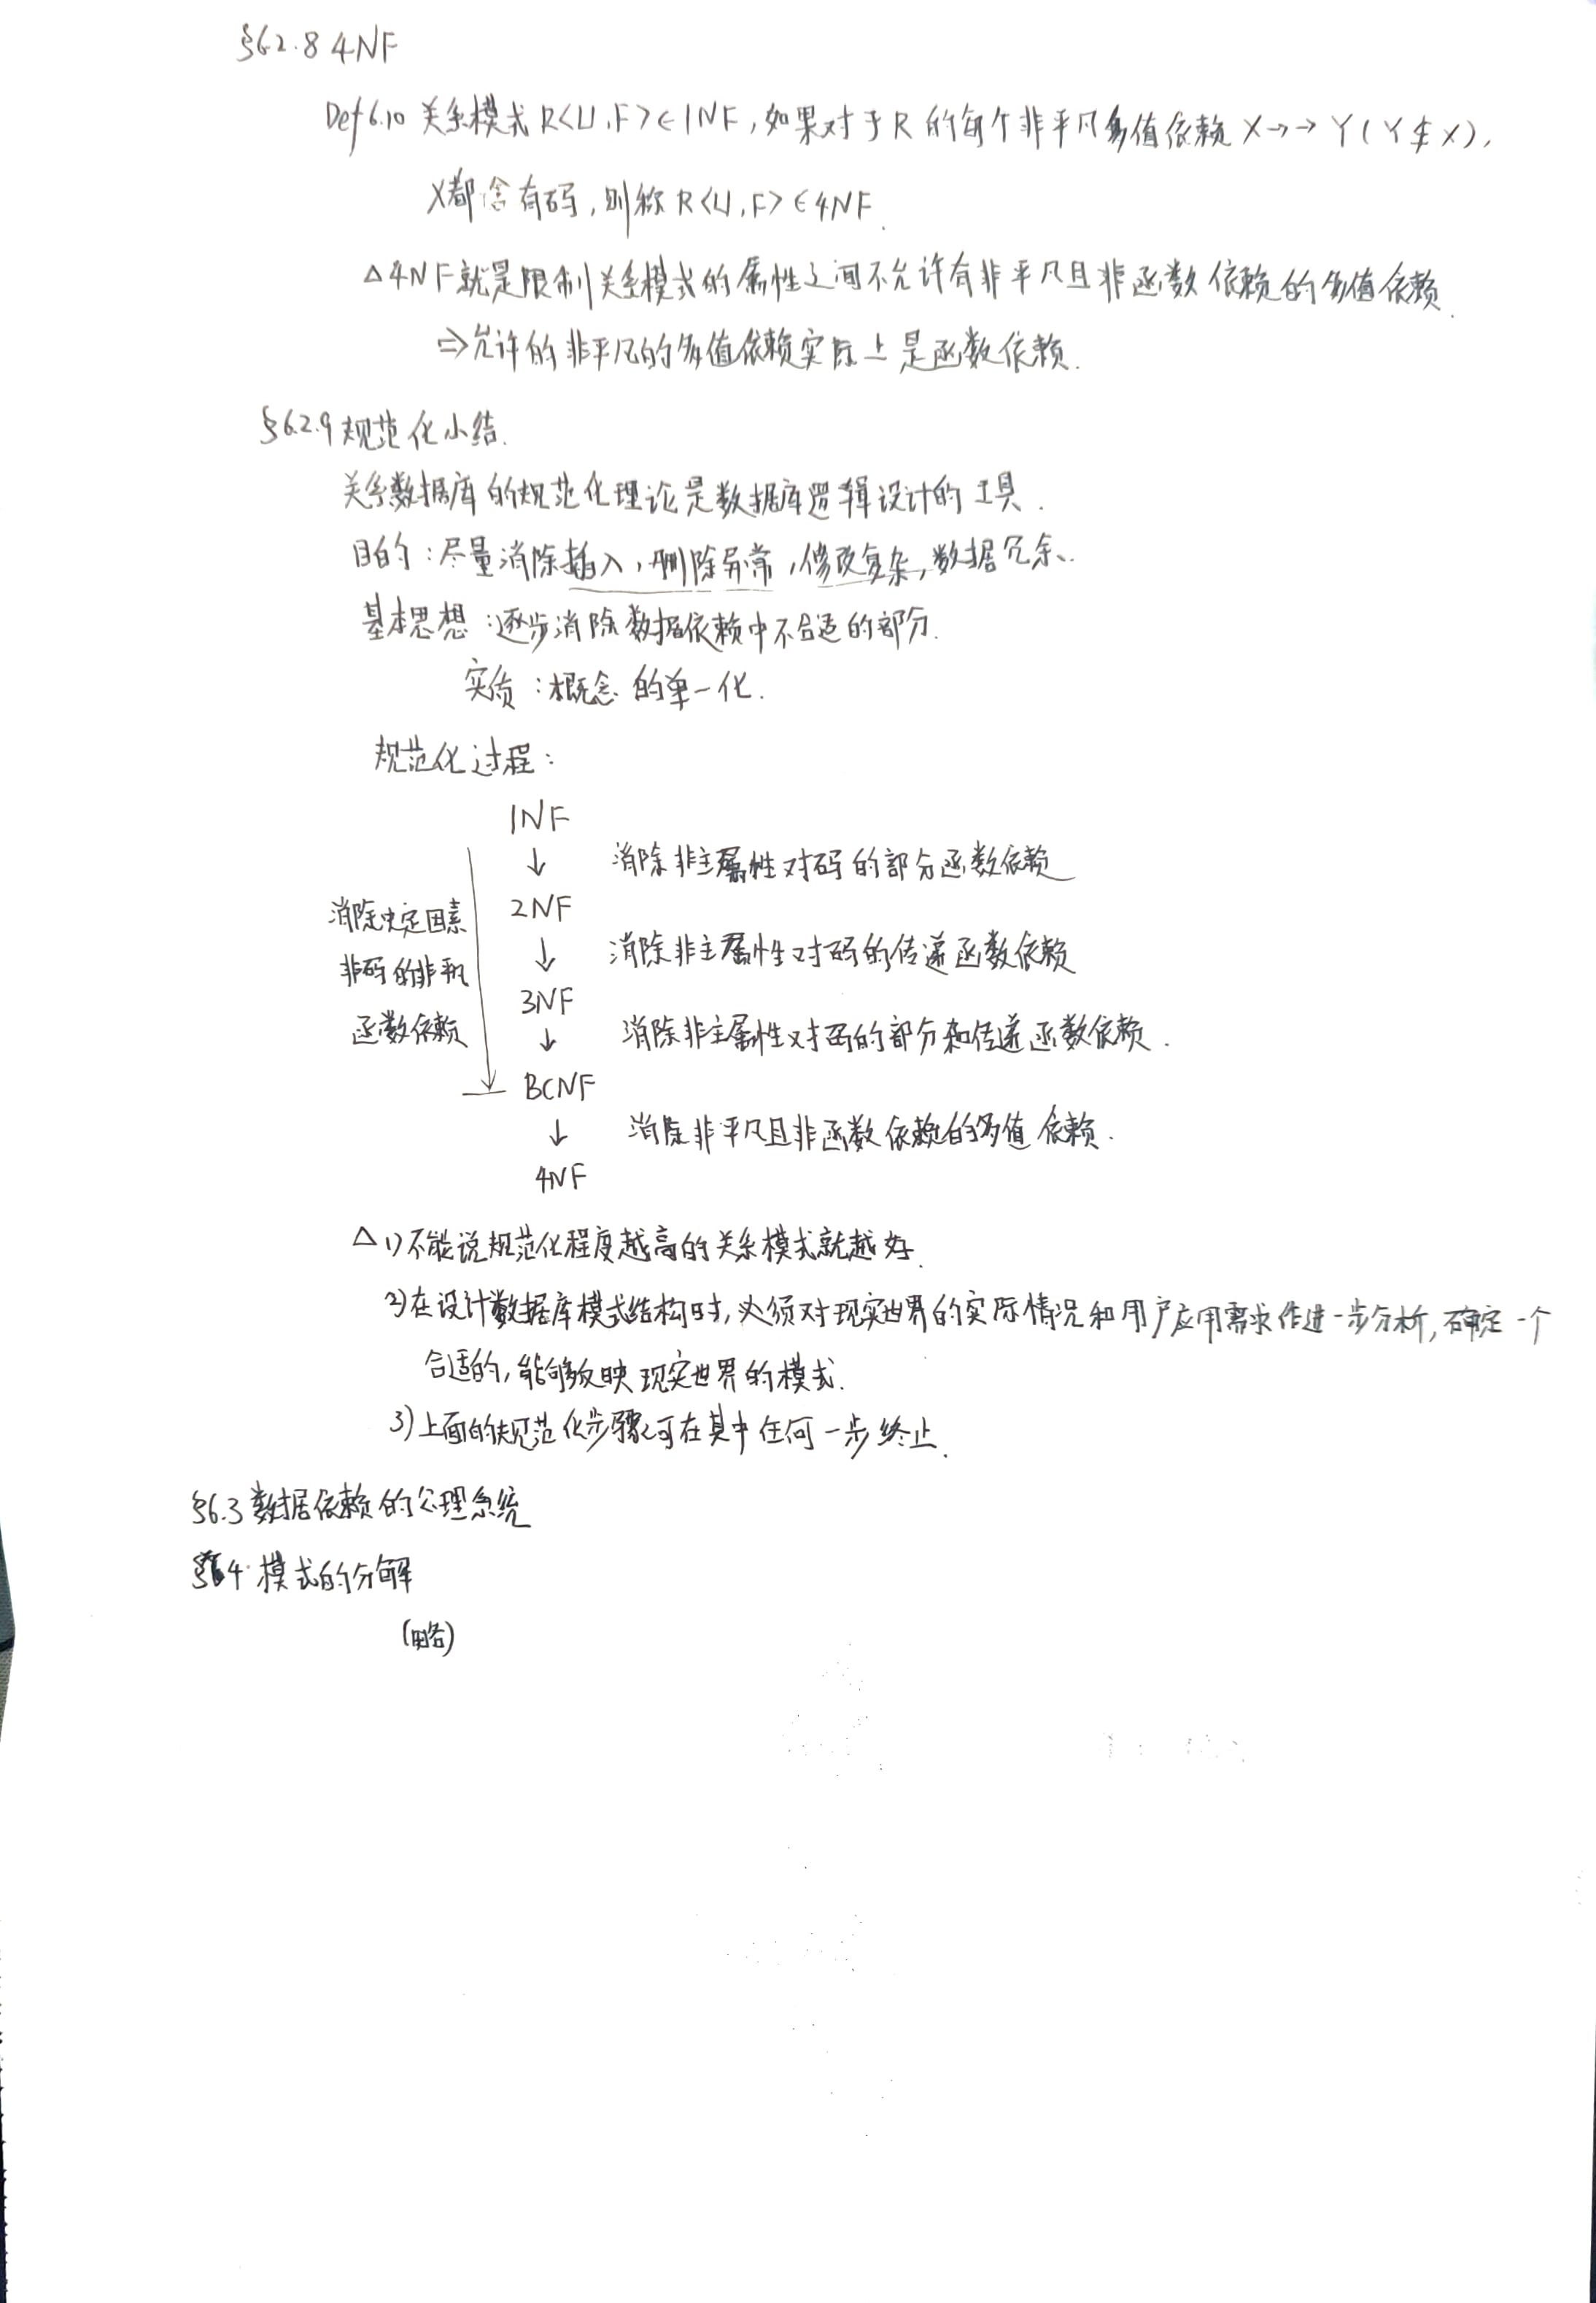 §6.2.8 4NF
Def 6.10 关系模式R<U,F>∈1NF,如果对于R的每个非平凡多值依赖X→→Y(Y⊈X),
X都含有码,则称R<U,F>∈4NF.
△4NF就是限制关系模式的属性之间不允许有非平凡且非函数依赖的多值依赖.
⇒允许的非平凡的多值依赖实际上是函数依赖.
§6.2.9规范化小结.
关系数据库的规范化理论是数据库逻辑设计的工具.
目的:尽量消除插入,删除异常,修改复杂,数据冗余.
基本思想:逐步消除数据依赖中不合适的部分.
实质:概念的单一化.
规范化过程:
1NF
↓ 消除非主属性对码的部分函数依赖
2NF
↓ 消除非主属性对码的传递函数依赖
3NF
↓ 消除非主属性对码的部分和传递函数依赖.
BCNF
↓ 消除非平凡且非函数依赖的多值依赖.
4NF
消除决定因素
非码的非平凡
函数依赖
△1)不能说规范化程度越高的关系模式就越好.
2)在设计数据库模式结构时,必须对现实世界的实际情况和用户应用需求作进一步分析,确定一个
合适的,能够反映现实世界的模式.
3)上面的规范化步骤可在其中任何一步终止.
§6.3数据依赖的公理系统
§6.4.模式的分解
(略)